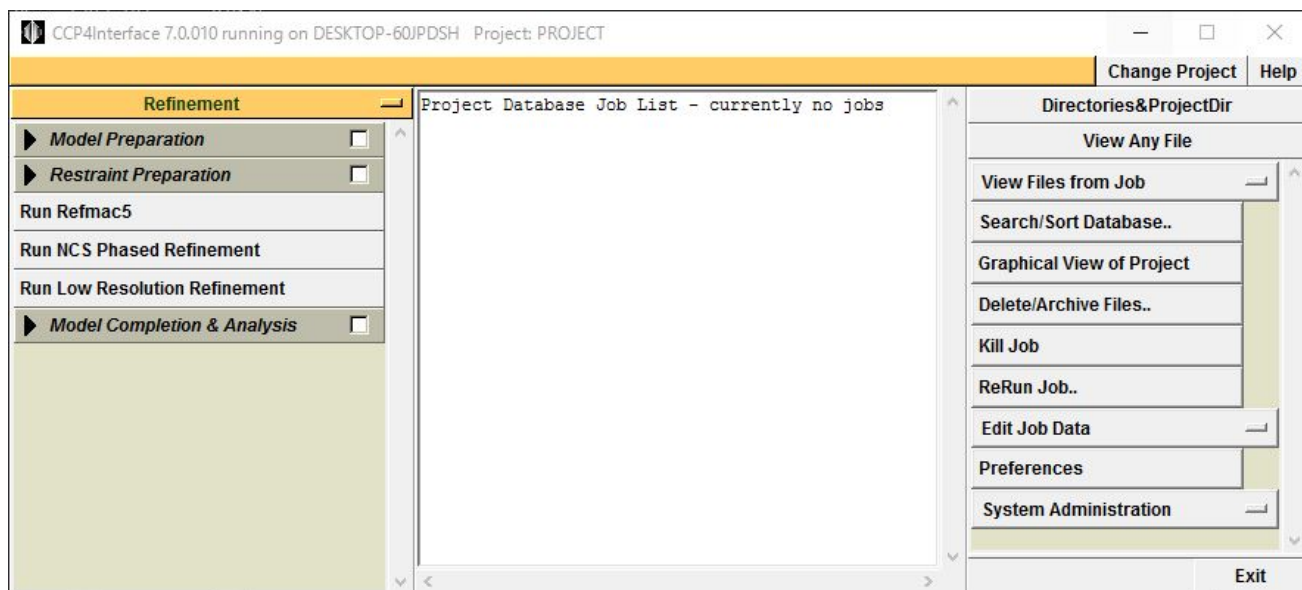 CCP4Interface 7.0.010 running on DESKTOP-60JPDSH Project: PROJECT
Change Project Help
Refinement
Model Preparation
Restraint Preparation
Run Refmac5
Run NCS Phased Refinement
Run Low Resolution Refinement
Model Completion & Analysis
Project Database Job List - currently no jobs
Directories&ProjectDir
View Any File
View Files from Job
Search/Sort Database..
Graphical View of Project
Delete/Archive Files..
Kill Job
ReRun Job..
Edit Job Data
Preferences
System Administration
Exit